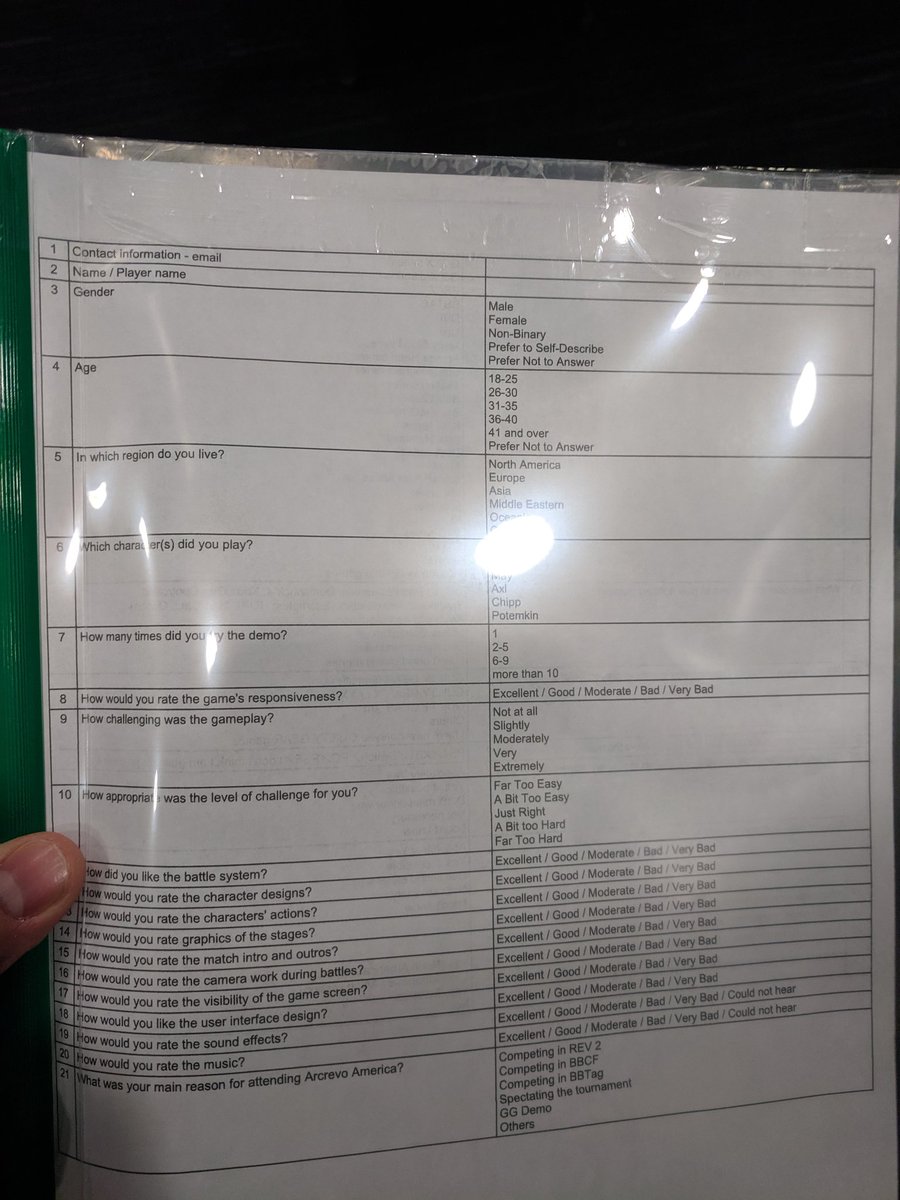 1 Contact information - email
2 Name / Player name
3 Gender
Male
Female
Non-Binary
Prefer to Self-Describe
Prefer Not to Answer
4 Age
18-25
26-30
31-35
36-40
41 and over
Prefer Not to Answer
5 In which region do you live?
North America
Europe
Asia
Middle Eastern
6 Which character(s) did you play?
May
Axl
Chipp
Potemkin
7 How many times did you try the demo?
1
2-5
6-9
more than 10
8 How would you rate the game's responsiveness?
Excellent / Good / Moderate / Bad / Very Bad
9 How challenging was the gameplay?
Not at all
Slightly
Moderately
Very
Extremely
10 How appropriate was the level of challenge for you?
Far Too Easy
A Bit Too Easy
Just Right
A Bit too Hard
Far Too Hard
How did you like the battle system?
Excellent / Good / Moderate / Bad / Very Bad
How would you rate the character designs?
Excellent / Good / Moderate / Bad / Very Bad
How would you rate the characters' actions?
Excellent / Good / Moderate / Bad / Very Bad
14 How would you rate graphics of the stages?
Excellent / Good / Moderate / Bad / Very Bad
15 How would you rate the match intro and outros?
Excellent / Good / Moderate / Bad / Very Bad
16 How would you rate the camera work during battles?
Excellent / Good / Moderate / Bad / Very Bad
17 How would you rate the visibility of the game screen?
Excellent / Good / Moderate / Bad / Very Bad
18 How would you like the user interface design?
Excellent / Good / Moderate / Bad / Very Bad
19 How would you rate the sound effects?
Excellent / Good / Moderate / Bad / Very Bad / Could not hear
20 How would you rate the music?
Excellent / Good / Moderate / Bad / Very Bad / Could not hear
21 What was your main reason for attending Arcrevo America?
Competing in REV 2
Competing in BBCF
Competing in BBTag
Spectating the tournament
GG Demo
Others